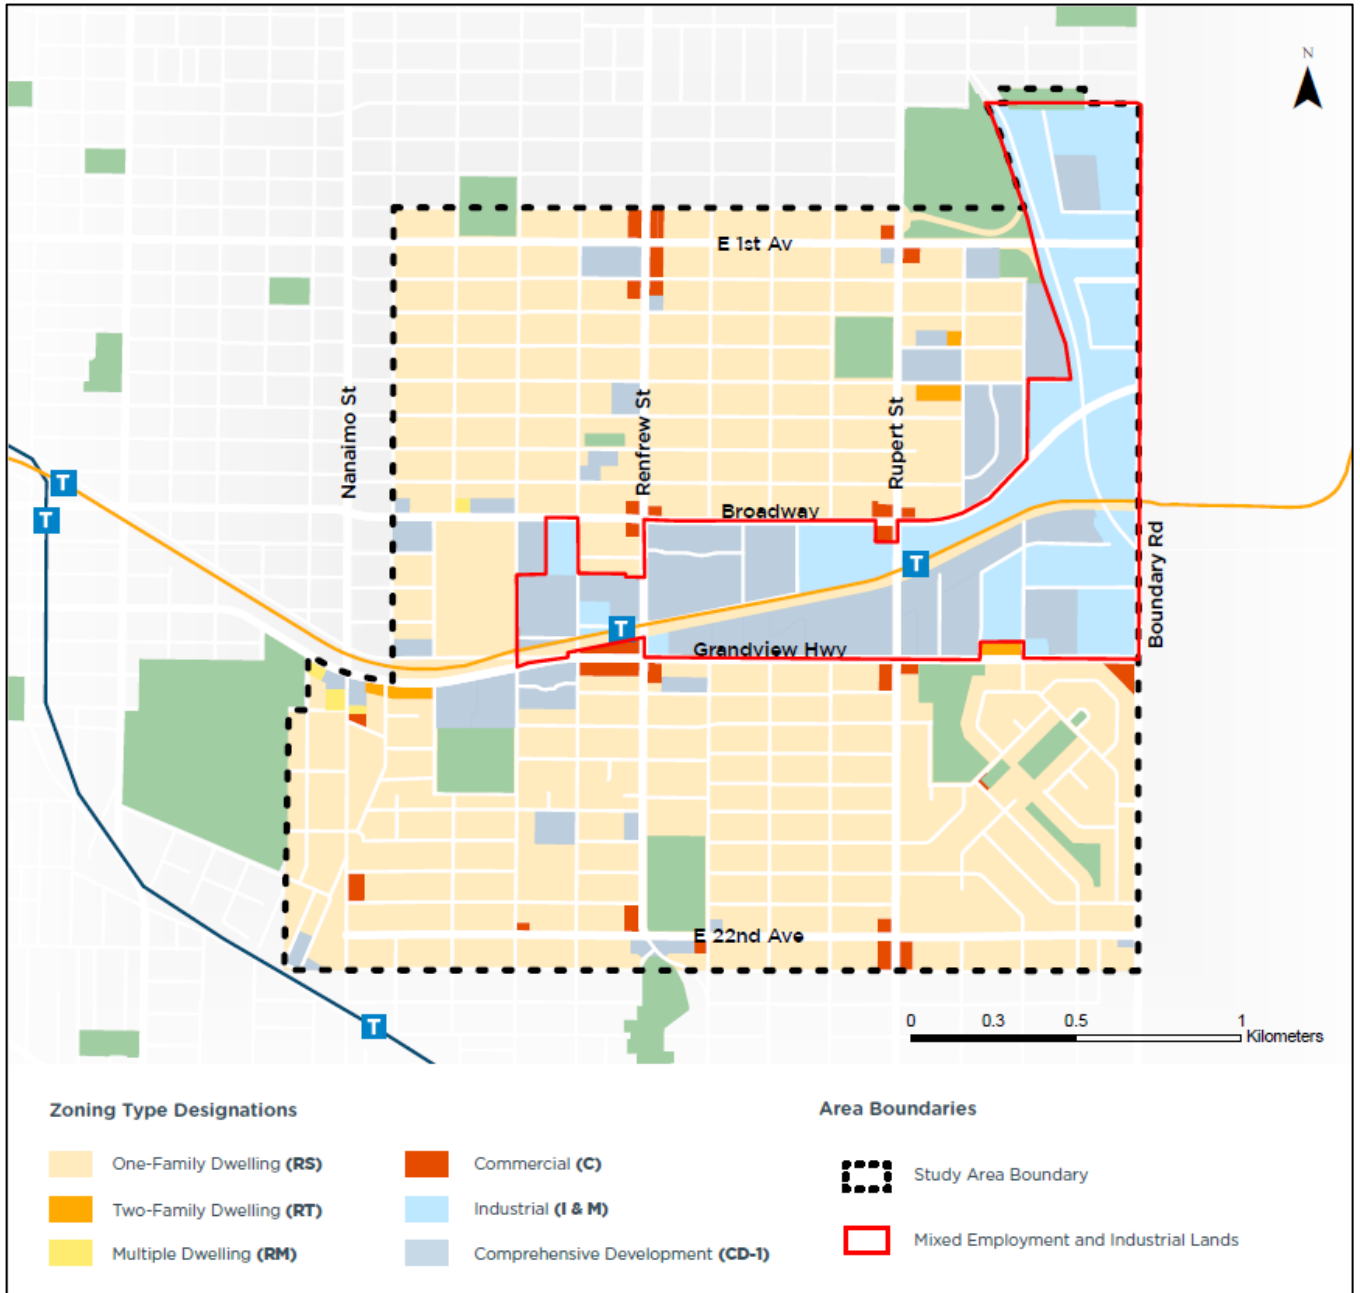 N
E 1st Av
Nanaimo St
Renfrew St
Rupert St
T
T
Broadway
T
Boundary Rd
T
Grandview Hwy
E 22nd Ave
T
0 0.3 0.5 1
Kilometers
Zoning Type Designations
Area Boundaries
One-Family Dwelling (RS)
Commercial (C)
Study Area Boundary
Two-Family Dwelling (RT)
Industrial (I & M)
Multiple Dwelling (RM)
Comprehensive Development (CD-1)
Mixed Employment and Industrial Lands